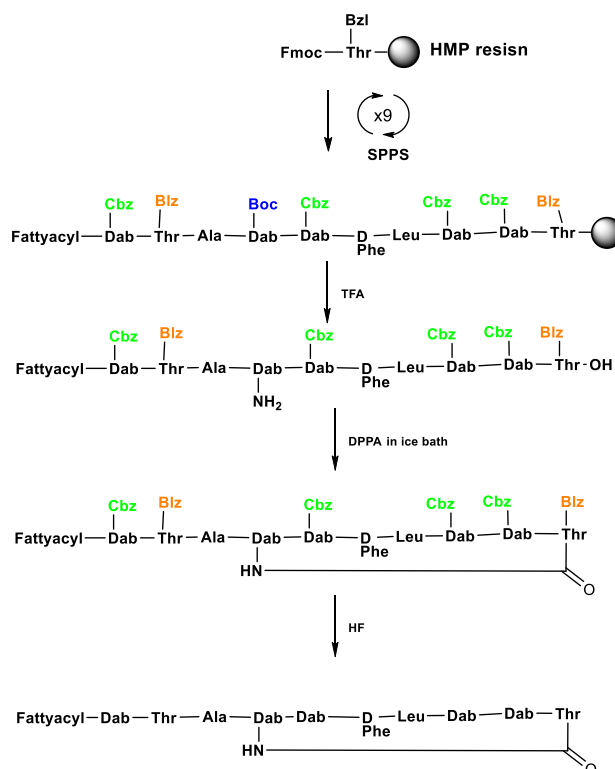 Bzl
Fmoc Thr HMP resisn
x9
SPPS
Cbz Blz Boc Cbz Cbz Cbz Blz
Fattyacyl Dab Thr Ala Dab Dab D Leu Dab Dab Thr
Phe
TFA
Cbz Blz Cbz Cbz Cbz Blz
Fattyacyl Dab Thr Ala Dab Dab D Leu Dab Dab Thr-OH
Phe
NH2
DPPA in ice bath
Cbz Blz Cbz Cbz Cbz Blz
Fattyacyl Dab Thr Ala Dab Dab D Leu Dab Dab Thr
Phe
HN
O
HF
Fattyacyl Dab Thr Ala Dab Dab D Leu Dab Dab Thr
Phe
HN
O